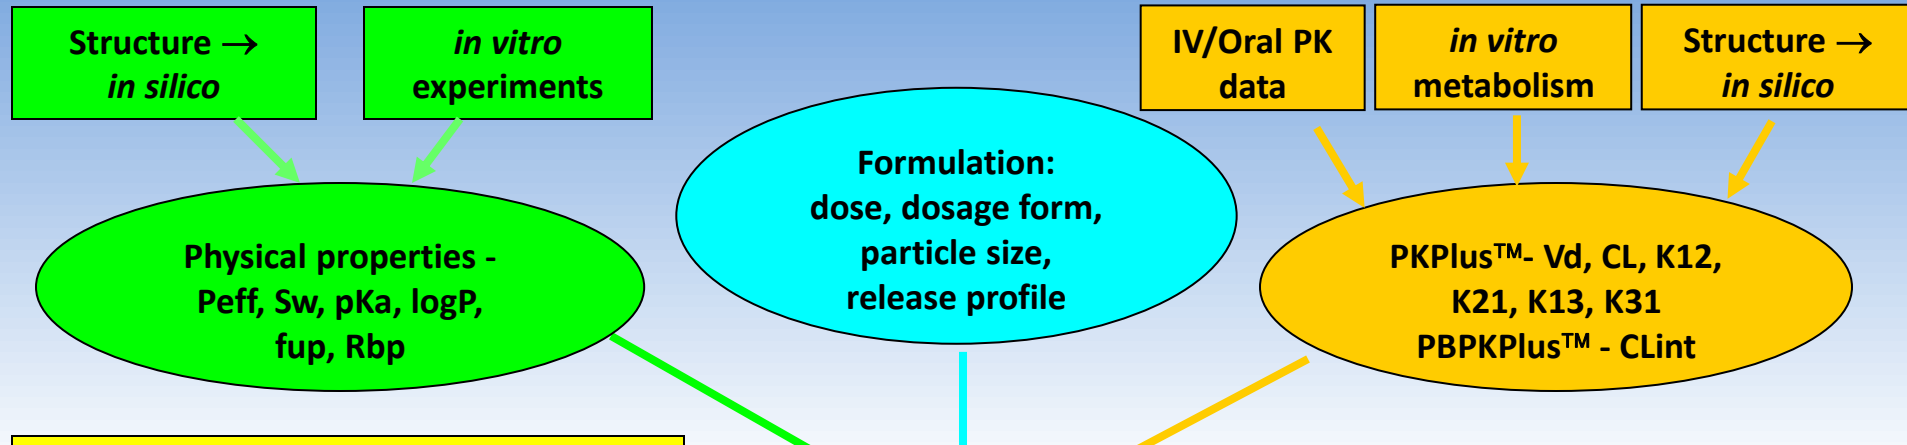 Structure →
in silico
in vitro
experiments
IV/Oral PK
data
in vitro
metabolism
Structure →
in silico
Formulation:
dose, dosage form,
particle size,
release profile
Physical properties -
Peff, Sw, pKa, logP,
fup, Rbp
PKPlus™- Vd, CL, K12,
K21, K13, K31
PBPKPlus™ - CLint